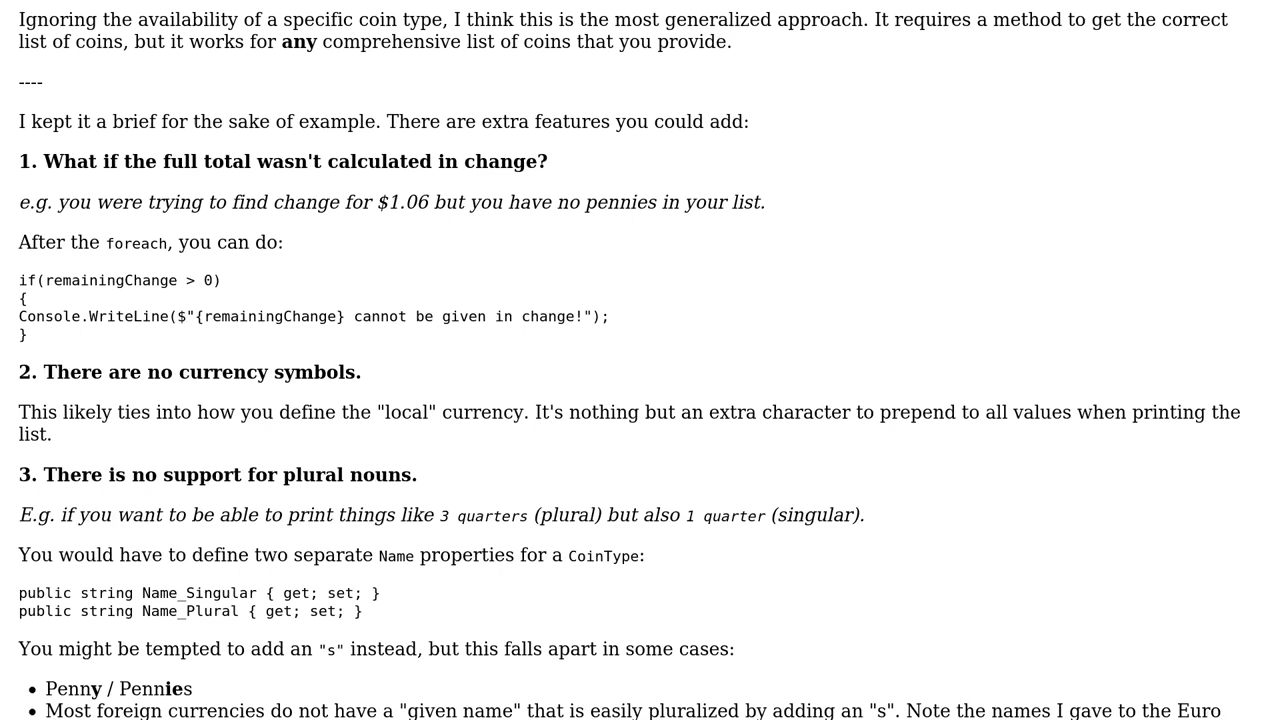 Ignoring the availability of a specific coin type, I think this is the most generalized approach. It requires a method to get the correct
list of coins, but it works for any comprehensive list of coins that you provide.
----
I kept it a brief for the sake of example. There are extra features you could add:
1. What if the full total wasn't calculated in change?
e.g. you were trying to find change for $1.06 but you have no pennies in your list.
After the foreach, you can do:
if(remainingChange > 0)
{
Console.WriteLine($"{remainingChange} cannot be given in change!");
}
2. There are no currency symbols.
This likely ties into how you define the "local" currency. It's nothing but an extra character to prepend to all values when printing the
list.
3. There is no support for plural nouns.
E.g. if you want to be able to print things like 3 quarters (plural) but also 1 quarter (singular).
You would have to define two separate Name properties for a CoinType:
public string Name_Singular { get; set; }
public string Name_Plural { get; set; }
You might be tempted to add an "s" instead, but this falls apart in some cases:
• Penny / Pennies
• Most foreign currencies do not have a "given name" that is easily pluralized by adding an "s". Note the names I gave to the Euro